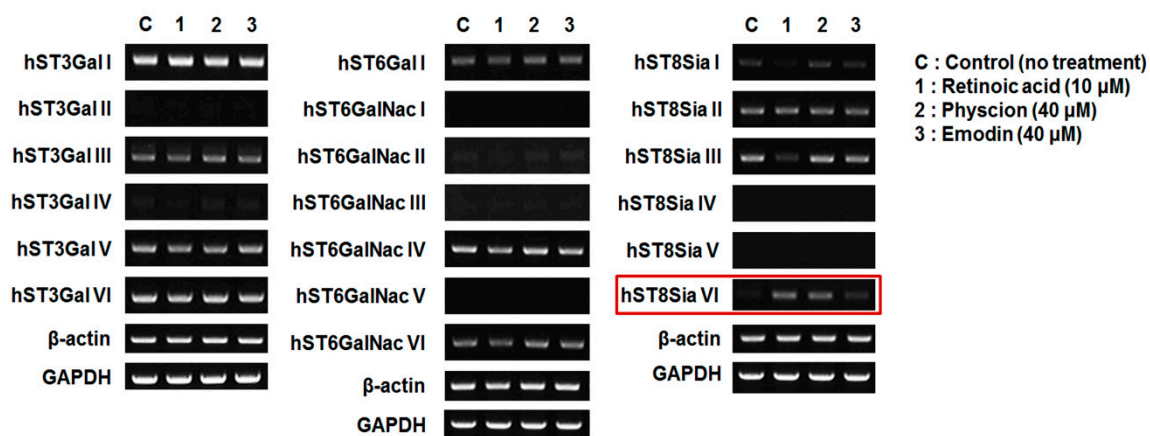 C 1 2 3
hST3Gal I
hST3Gal II
hST3Gal III
hST3Gal IV
hST3Gal V
hST3Gal VI
β-actin
GAPDH
C 1 2 3
hST6Gal I
hST6GalNac I
hST6GalNac II
hST6GalNac III
hST6GalNac IV
hST6GalNac V
hST6GalNac VI
β-actin
GAPDH
C 1 2 3
hST8Sia I
hST8Sia II
hST8Sia III
hST8Sia IV
hST8Sia V
hST8Sia VI
β-actin
GAPDH
C : Control (no treatment)
1 : Retinoic acid (10 μM)
2 : Physcion (40 μM)
3 : Emodin (40 μM)